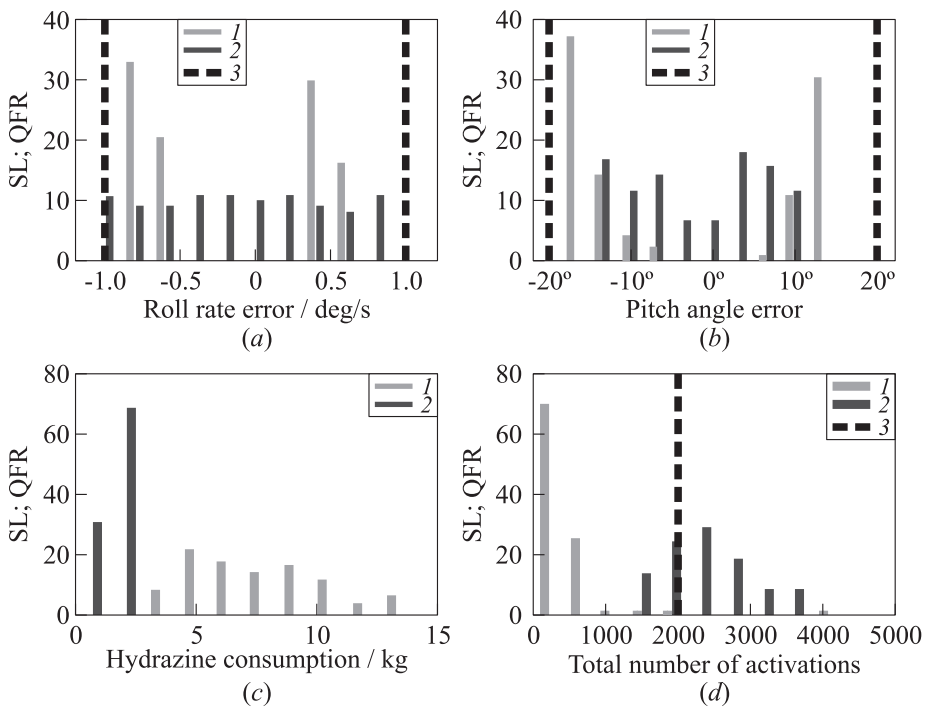 40
30
20
10
0
SL; QFR
1
2
3
-1.0 -0.5 0 0.5 1.0
Roll rate error / deg/s
(a)
40
30
20
10
0
SL; QFR
1
2
3
-20º -10º 0º 10º 20º
Pitch angle error
(b)
80
60
40
20
0
SL; QFR
1
2
0 5 10 15
Hydrazine consumption / kg
(c)
80
60
40
20
0
SL; QFR
1
2
3
0 1000 2000 3000 4000 5000
Total number of activations
(d)